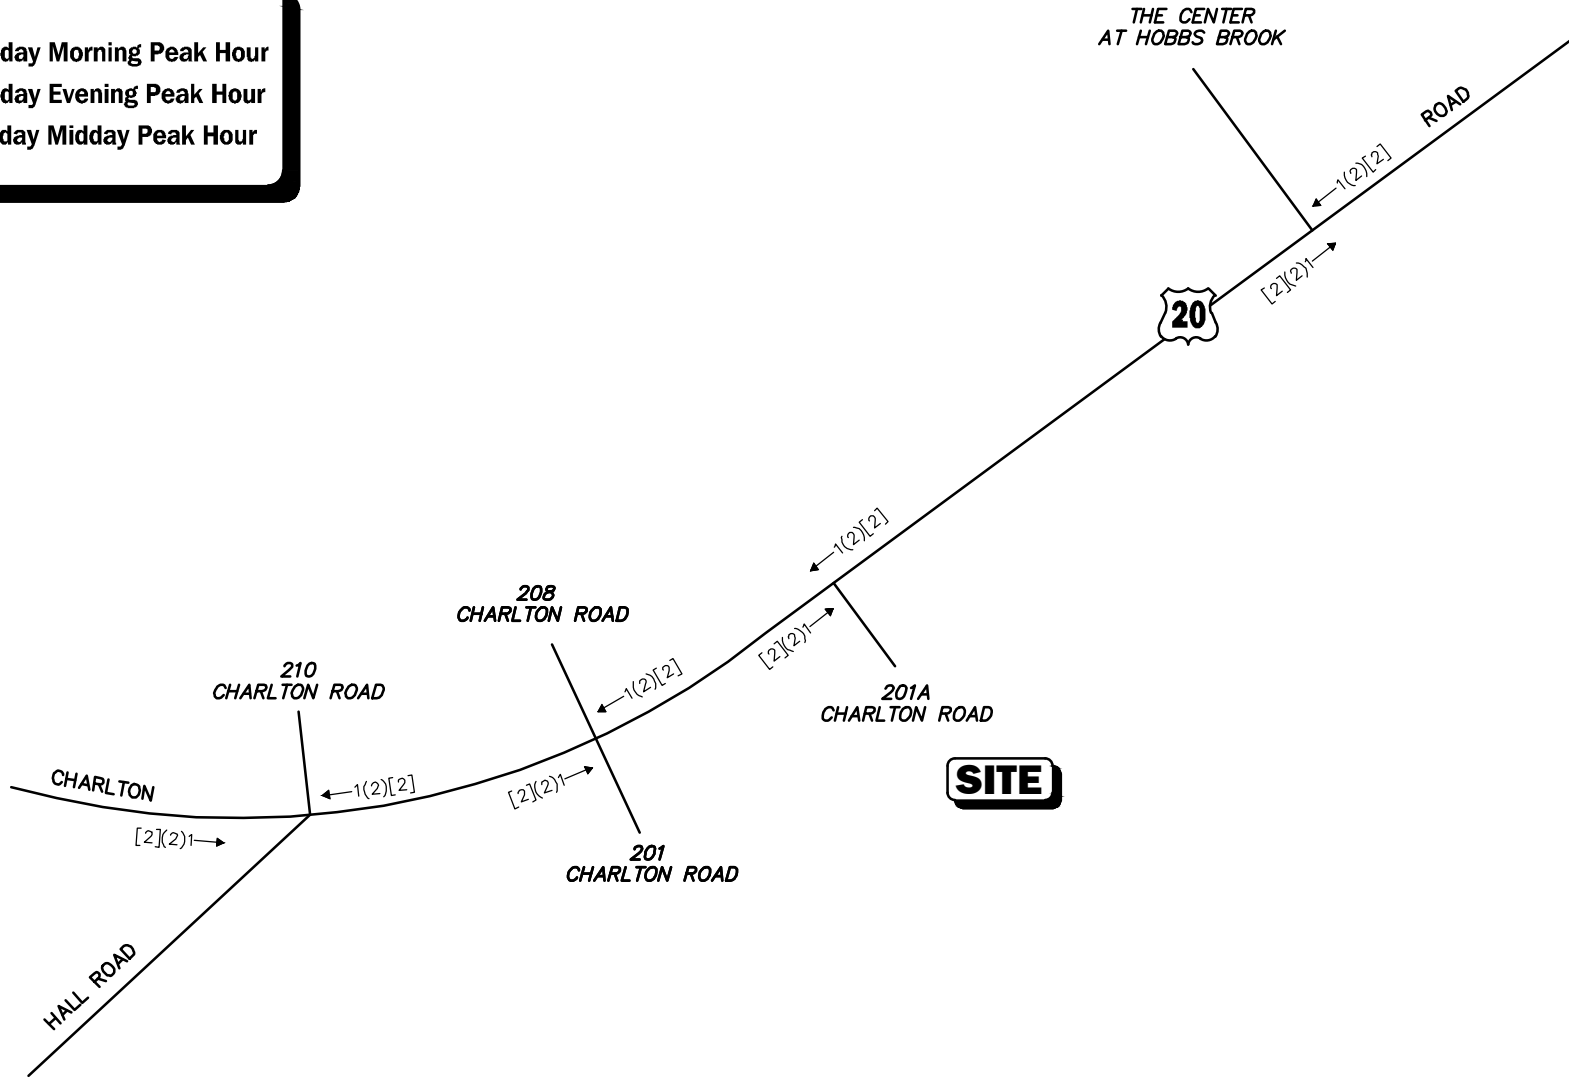 day Morning Peak Hour
day Evening Peak Hour
day Midday Peak Hour
THE CENTER
AT HOBBS BROOK
ROAD
1(2)[2]
[2](2)1
20
1(2)[2]
[2](2)1
208
CHARLTON ROAD
1(2)[2]
201A
CHARLTON ROAD
210
CHARLTON ROAD
SITE
CHARLTON
1(2)[2]
[2](2)1
[2](2)1
201
CHARLTON ROAD
HALL ROAD